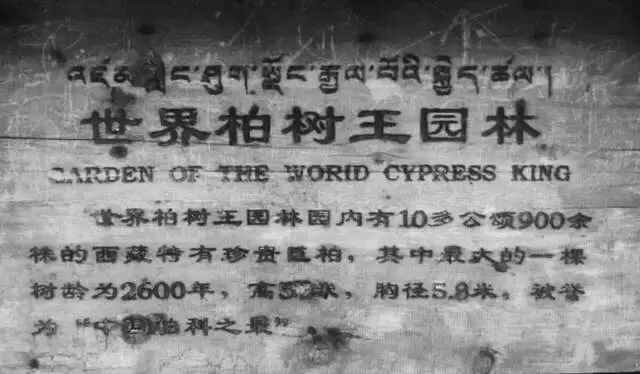 འཛམ་གླིང་ཤུག་སྡོང་རྒྱལ་པོའི་སྐྱེད་ཚལ།
世界柏树王园林
GARDEN OF THE WORID CYPRESS KING
世界柏树王园林园内有10多公顷900余
株的西藏特有珍贵巨柏，其中最大的一棵
树龄为2600年，高 米，胸径5.8米。被誉
为“中国柏科之最”